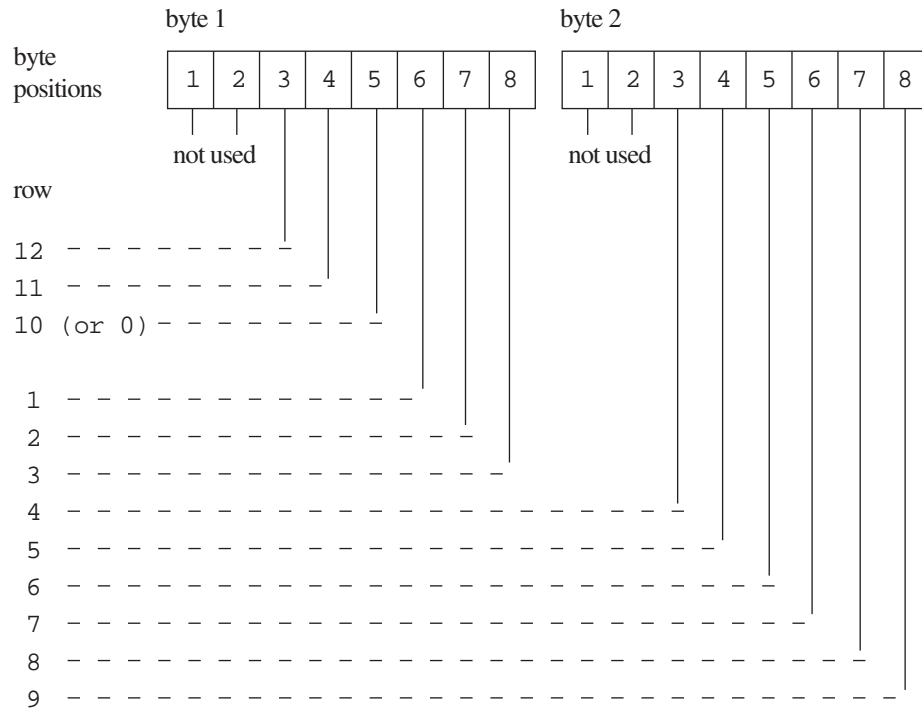 byte 1 byte 2
byte
positions
1 2 3 4 5 6 7 8 1 2 3 4 5 6 7 8
not used not used
row
12
11
10 (or 0)
1
2
3
4
5
6
7
8
9